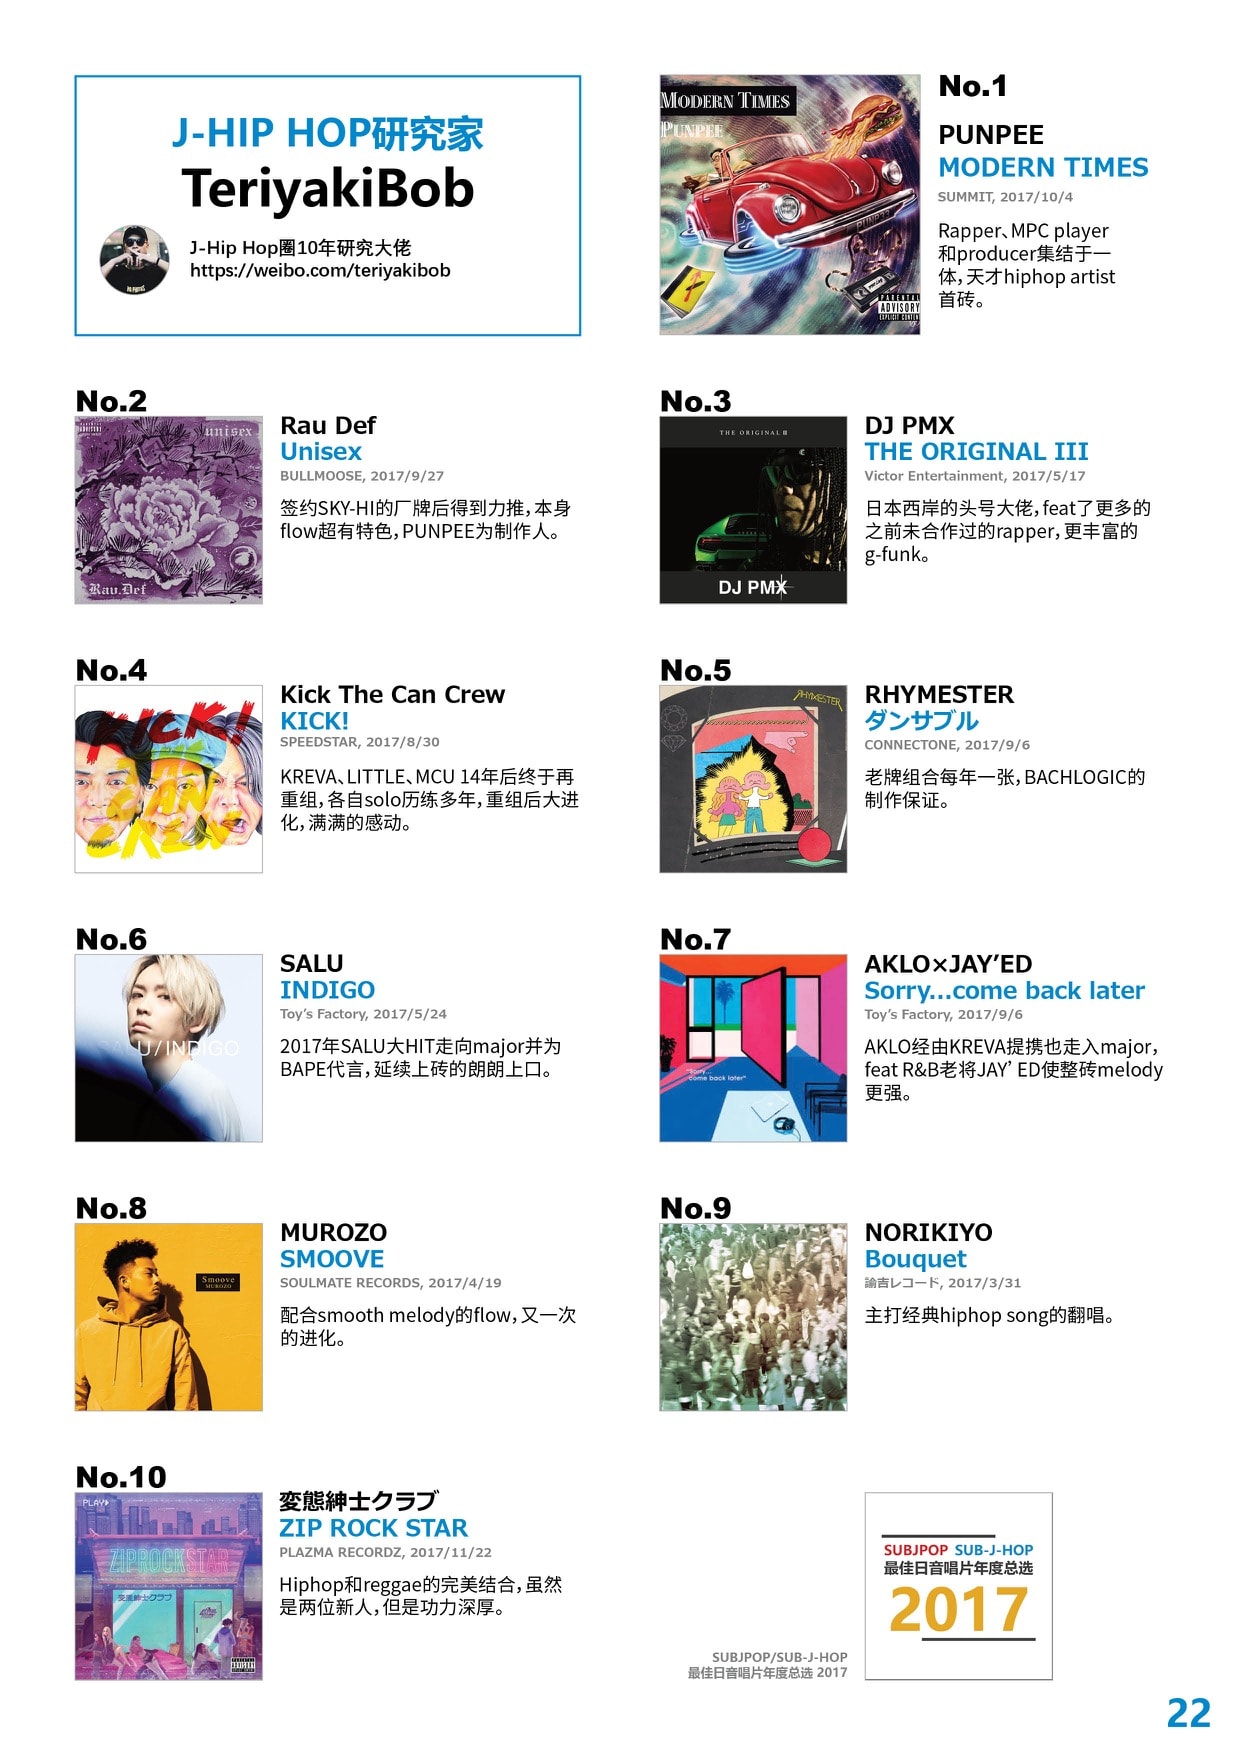 J-HIP HOP研究家
TeriyakiBob
J-Hip Hop圈10年研究大佬
https://weibo.com/teriyakibob
No.1
MODERN TIMES
PUNPEE
PUNP33
PARENTAL
ADVISORY
EXPLICIT CONTENT
PUNPEE
MODERN TIMES
SUMMIT, 2017/10/4
Rapper、MPC player
和producer集结于一
体，天才hiphop artist
首砖。
No.2
unisex
Rau.Def
Rau Def
Unisex
BULLMOOSE, 2017/9/27
签约SKY-HI的厂牌后得到力推，本身
flow超有特色，PUNPEE为制作人。
No.3
THE ORIGINAL III
DJ PMX
DJ PMX
THE ORIGINAL III
Victor Entertainment, 2017/5/17
日本西岸的头号大佬，feat了更多的
之前未合作过的rapper，更丰富的
g-funk。
No.4
KICK!
CAN
CREW
Kick The Can Crew
KICK!
SPEEDSTAR, 2017/8/30
KREVA、LITTLE、MCU 14年后终于再
重组，各自solo历练多年，重组后大进
化，满满的感动。
No.5
RHYMESTER
RHYMESTER
ダンサブル
CONNECTONE, 2017/9/6
老牌组合每年一张，BACHLOGIC的
制作保证。
No.6
SALU/INDIGO
SALU
INDIGO
Toy's Factory, 2017/5/24
2017年SALU大HIT走向major并为
BAPE代言，延续上砖的朗朗上口。
No.7
"Sorry...
come back later"
AKLO×JAY’ED
Sorry...come back later
Toy's Factory, 2017/9/6
AKLO经由KREVA提携也走入major，
feat R&B老将JAY’ED使整砖melody
更强。
No.8
Smoove
MUROZO
MUROZO
SMOOVE
SOULMATE RECORDS, 2017/4/19
配合smooth melody的flow，又一次
的进化。
No.9
NORIKIYO
Bouquet
諭吉レコード, 2017/3/31
主打经典hiphop song的翻唱。
No.10
PLAY
ZIPROCKSTAR
変態紳士クラブ
変態紳士クラブ
ZIP ROCK STAR
PLAZMA RECORDZ, 2017/11/22
Hiphop和reggae的完美结合，虽然
是两位新人，但是功力深厚。
SUBJPOP SUB-J-HOP
最佳日音唱片年度总选
2017
SUBJPOP/SUB-J-HOP
最佳日音唱片年度总选 2017
22